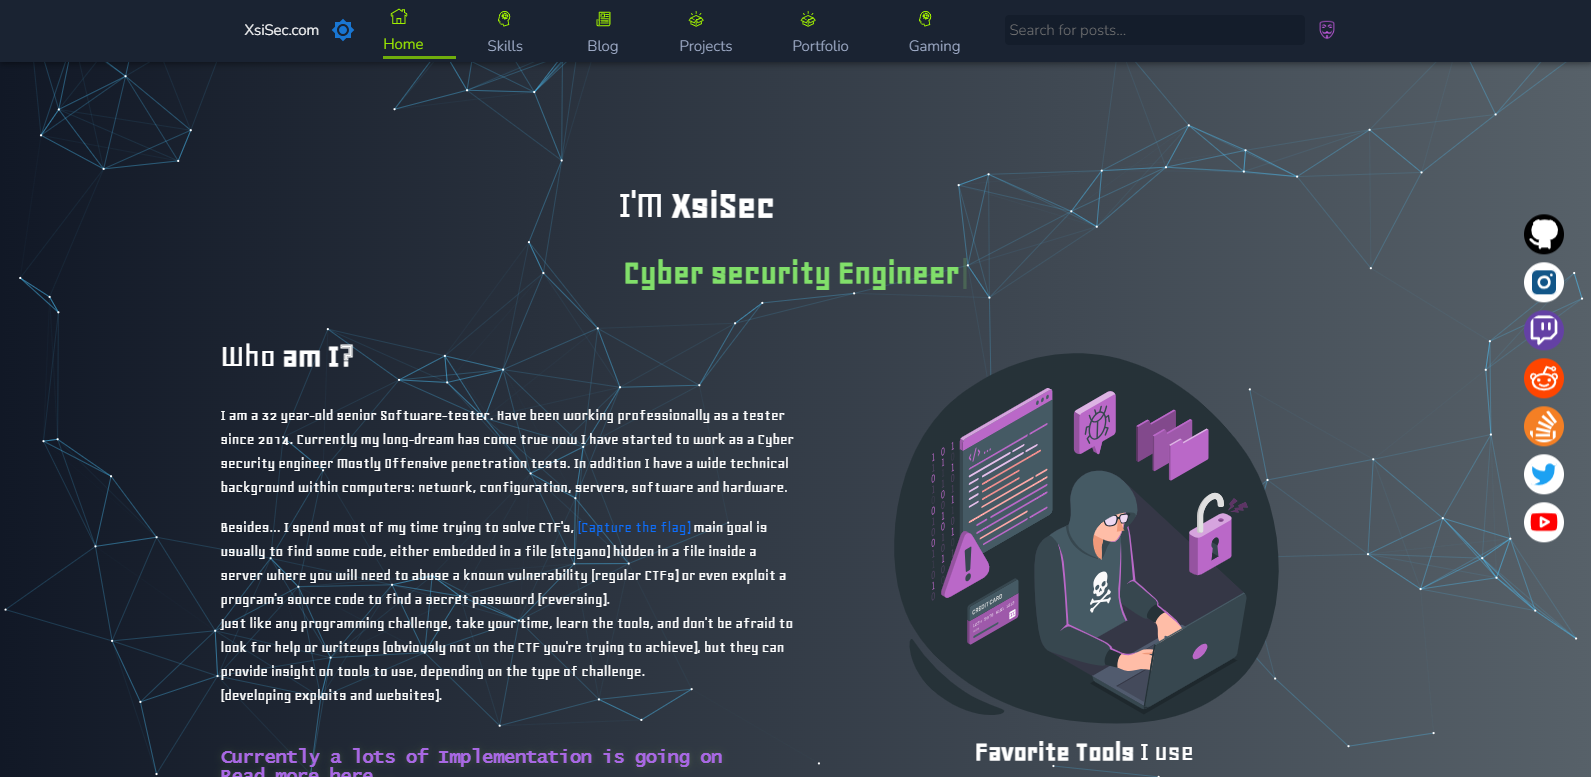 XsiSec.com
Home
Skills
Blog
Projects
Portfolio
Gaming
Search for posts...
I'M XsiSec
Cyber security Engineer
Who am I?
I am a 32 year-old senior Software-tester. Have been working professionally as a tester
since 2014. Currently my long-dream has come true now I have started to work as a Cyber
security engineer Mostly Offensive penetration tests. In addition I have a wide technical
background within computers: network, configuration, servers, software and hardware.
Besides... I spend most of my time trying to solve CTF's, [Capture the flag] main goal is
usually to find some code, either embedded in a file [stegano] hidden in a file inside a
server where you will need to abuse a known vulnerability [regular CTFs] or even exploit a
program's source code to find a secret password [reversing].
Just like any programming challenge, take your time, learn the tools, and don't be afraid to
look for help or writeups [obviously not on the CTF you're trying to achieve], but they can
provide insight on tools to use, depending on the type of challenge.
[developing exploits and websites].
Currently a lots of Implementation is going on
Read more here
CREDIT CARD
Favorite Tools I use